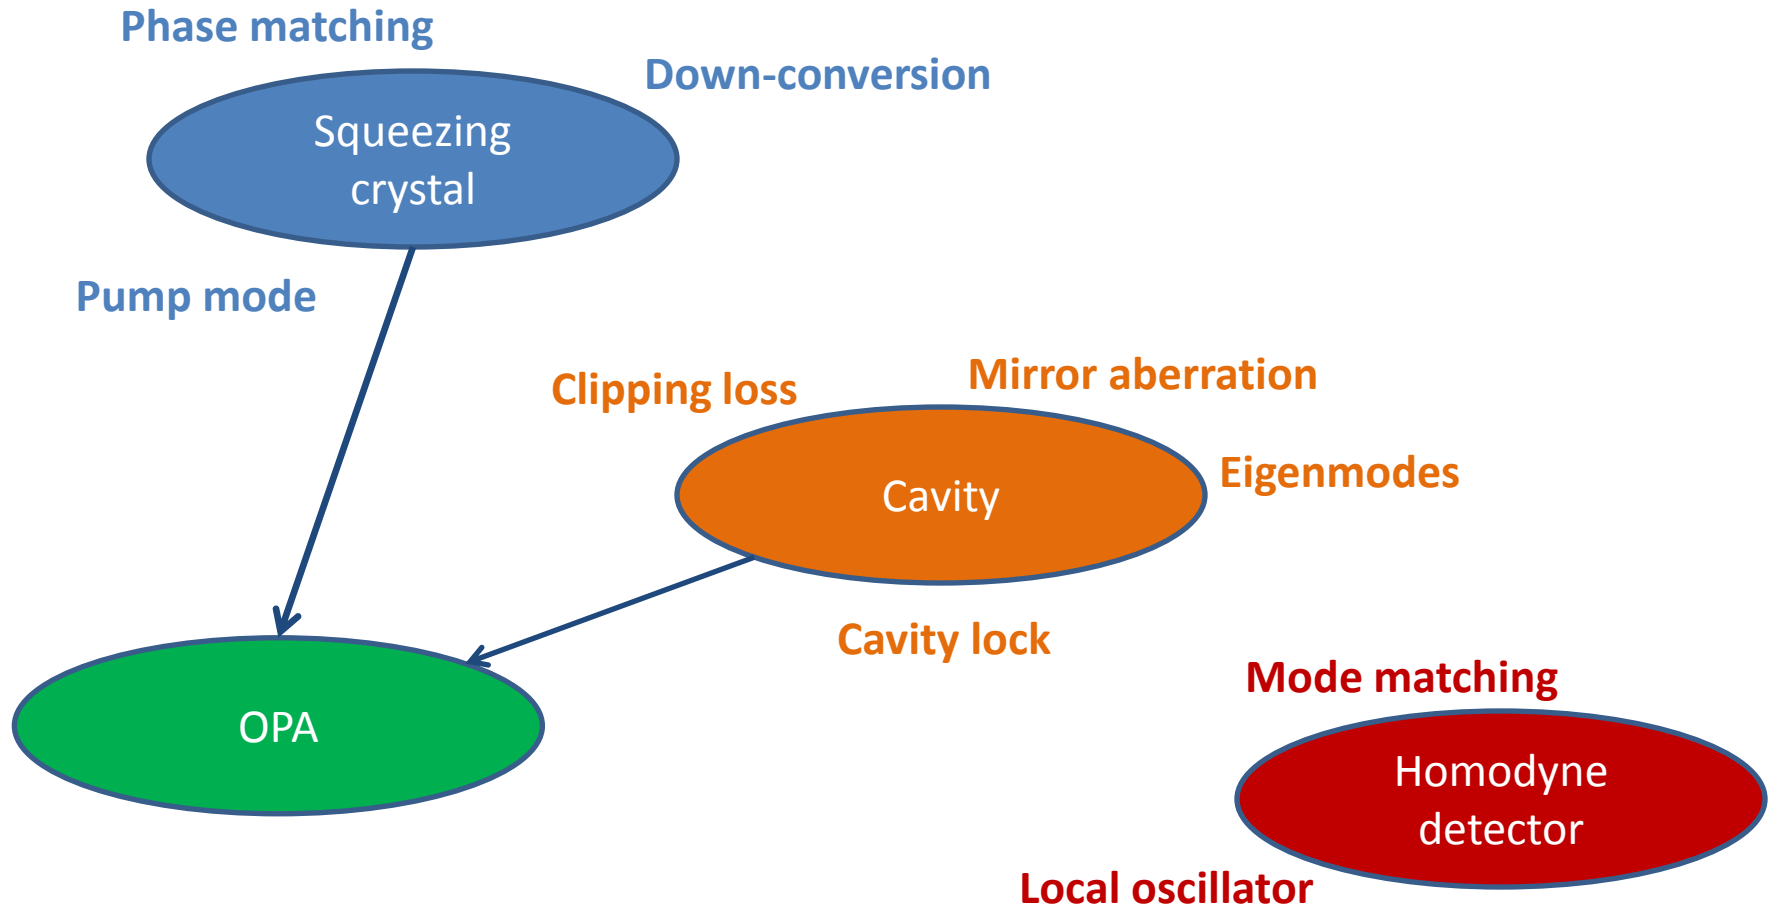 Phase matching
Down-conversion
Squeezing
crystal
Pump mode
Clipping loss
Mirror aberration
Eigenmodes
Cavity
Cavity lock
OPA
Mode matching
Homodyne
detector
Local oscillator